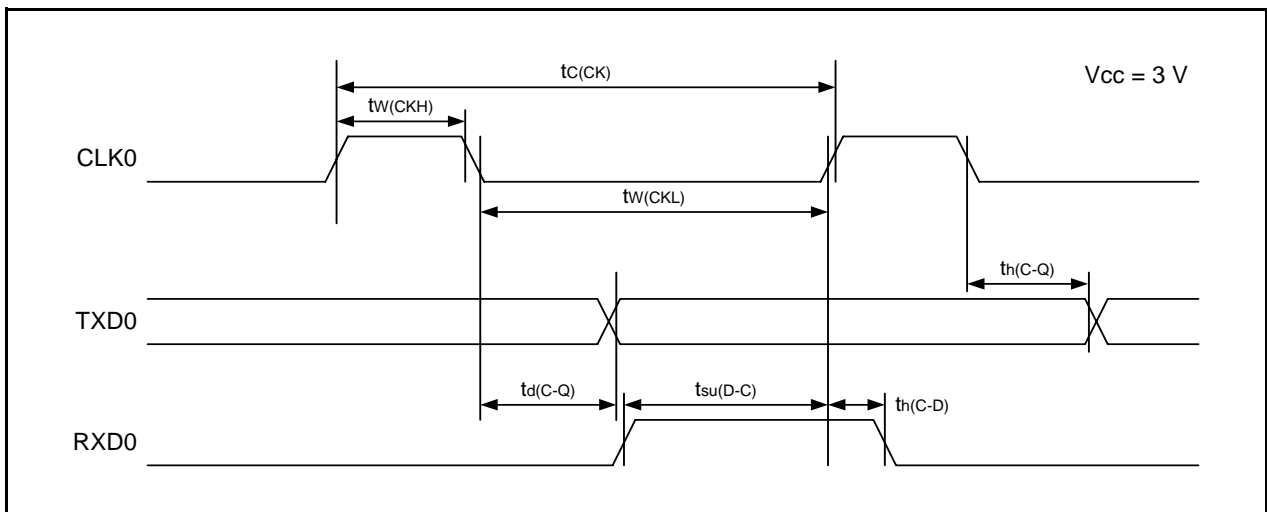 tC(CK)
Vcc = 3 V
tW(CKH)
CLK0
tW(CKL)
th(C-Q)
TXD0
td(C-Q)
tsu(D-C)
th(C-D)
RXD0